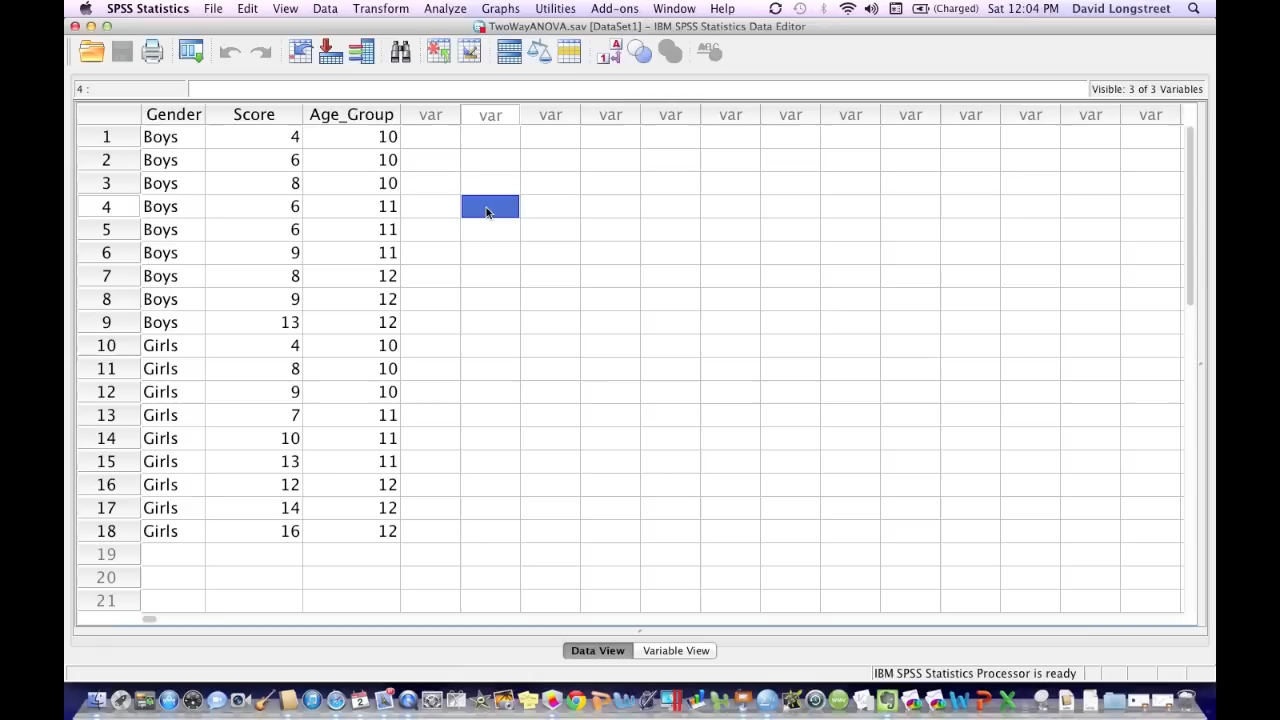 SPSS Statistics File Edit View Data Transform Analyze Graphs Utilities Add-ons Window Help (Charged) Sat 12:04 PM David Longstreet
TwoWayANOVA.sav [DataSet1] – IBM SPSS Statistics Data Editor
4 : Visible: 3 of 3 Variables
Gender Score Age_Group var var var var var var var var var var var var var
1 Boys 4 10
2 Boys 6 10
3 Boys 8 10
4 Boys 6 11
5 Boys 6 11
6 Boys 9 11
7 Boys 8 12
8 Boys 9 12
9 Boys 13 12
10 Girls 4 10
11 Girls 8 10
12 Girls 9 10
13 Girls 7 11
14 Girls 10 11
15 Girls 13 11
16 Girls 12 12
17 Girls 14 12
18 Girls 16 12
19
20
21
Data View Variable View
IBM SPSS Statistics Processor is ready